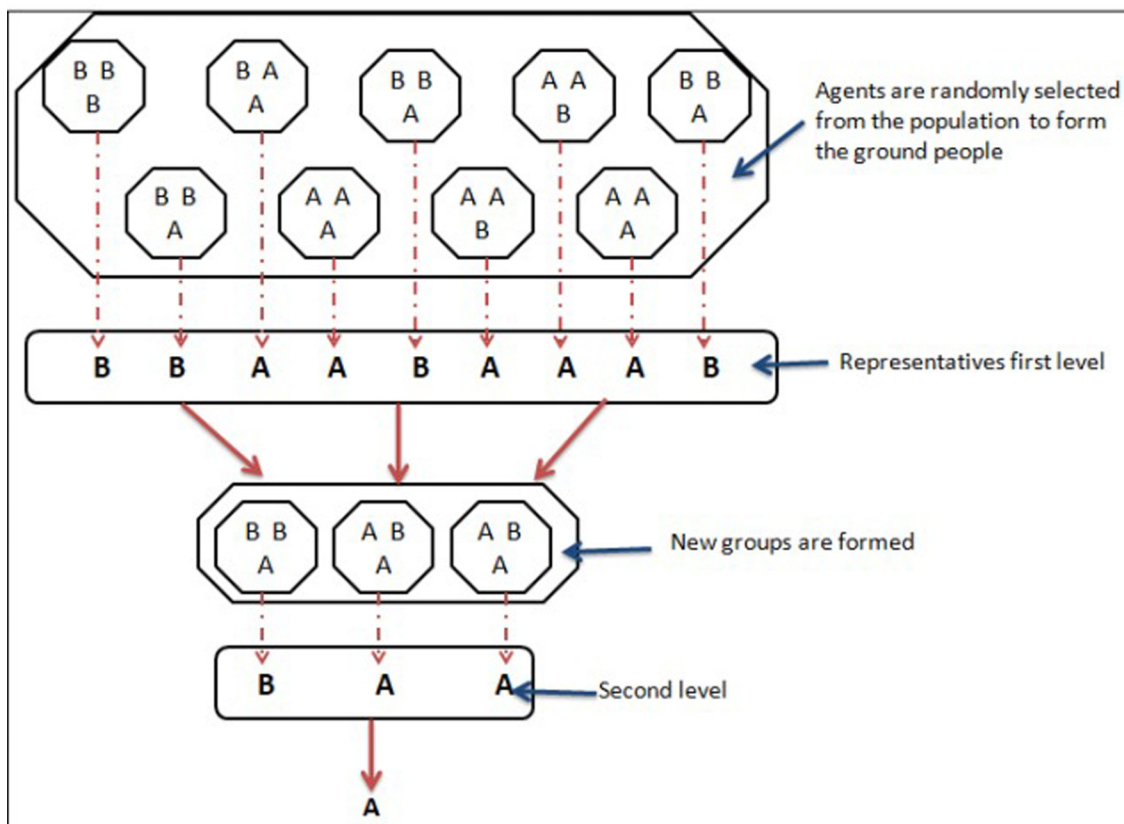 B B
B
B A
A
B B
A
A A
B
B B
A
Agents are randomly selected
from the population to form
the ground people
B B
A
A A
A
A A
B
A A
A
B B A A B A A A B
Representatives first level
B B
A
A B
A
A B
A
New groups are formed
B A A
Second level
A